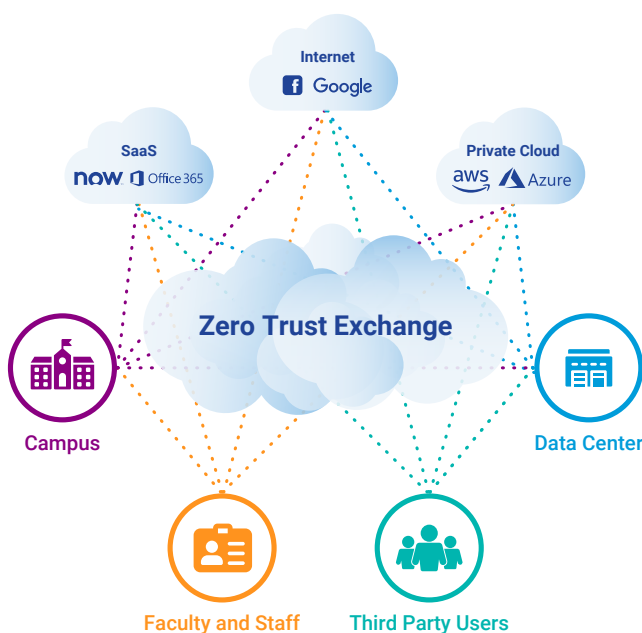 Internet
f Google
SaaS
now Office 365
Private Cloud
aws Azure
Zero Trust Exchange
Campus
Data Center
Faculty and Staff
Third Party Users